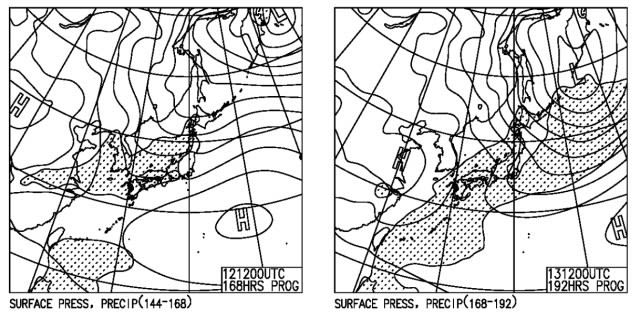 H
H
121200UTC
168HRS PROG
SURFACE PRESS, PRECIP(144-168)
H
H
131200UTC
192HRS PROG
SURFACE PRESS, PRECIP(168-192)